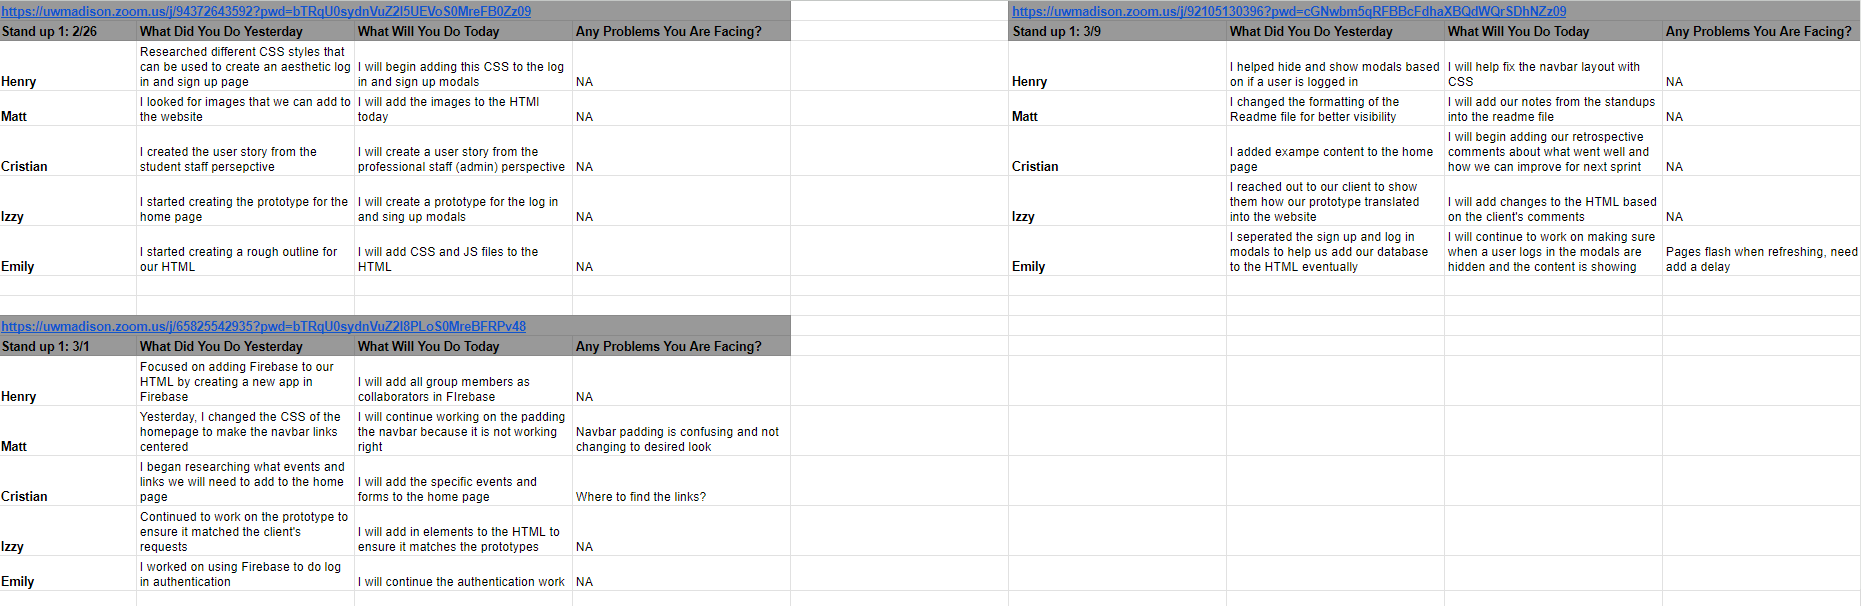 https://uwmadison.zoom.us/j/94372643592?pwd=bTRqU0sydnVuZ2I5UEVoS0MreFB0Zz09
Stand up 1: 2/26 What Did You Do Yesterday What Will You Do Today Any Problems You Are Facing?
Researched different CSS styles that
can be used to create an aesthetic log
in and sign up page
I will begin adding this CSS to the log
in and sign up modals
Henry
NA
I looked for images that we can add to
the website
I will add the images to the HTMl
today
Matt
NA
I created the user story from the
student staff persepctive
I will create a user story from the
professional staff (admin) perspective
Cristian
NA
I started creating the prototype for the
home page
I will create a prototype for the log in
and sing up modals
Izzy
NA
I started creating a rough outline for
our HTML
I will add CSS and JS files to the
HTML
Emily
NA
https://uwmadison.zoom.us/j/92105130396?pwd=cGNwbm5qRFBBcFdhaXBQdWQrSDhNZz09
Stand up 1: 3/9 What Did You Do Yesterday What Will You Do Today Any Problems You Are Facing?
I helped hide and show modals based
on if a user is logged in
I will help fix the navbar layout with
CSS
Henry
NA
I changed the formatting of the
Readme file for better visibility
I will add our notes from the standups
into the readme file
Matt
NA
I added exampe content to the home
page
I will begin adding our retrospective
comments about what went well and
how we can improve for next sprint
Cristian
NA
I reached out to our client to show
them how our prototype translated
into the website
I will add changes to the HTML based
on the client's comments
Izzy
NA
I seperated the sign up and log in
modals to help us add our database
to the HTML eventually
I will continue to work on making sure
when a user logs in the modals are
hidden and the content is showing
Pages flash when refreshing, need
add a delay
Emily
https://uwmadison.zoom.us/j/65825542935?pwd=bTRqU0sydnVuZ2I8PLoS0MreBFRPv48
Stand up 1: 3/1 What Did You Do Yesterday What Will You Do Today Any Problems You Are Facing?
Focused on adding Firebase to our
HTML by creating a new app in
Firebase
I will add all group members as
collaborators in FIrebase
Henry
NA
Yesterday, I changed the CSS of the
homepage to make the navbar links
centered
I will continue working on the padding
the navbar because it is not working
right
Navbar padding is confusing and not
changing to desired look
Matt
I began researching what events and
links we will need to add to the home
page
I will add the specific events and
forms to the home page
Where to find the links?
Cristian
Continued to work on the prototype to
ensure it matched the client's
requests
I will add in elements to the HTML to
ensure it matches the prototypes
Izzy
NA
I worked on using Firebase to do log
in authentication
I will continue the authentication work
Emily
NA